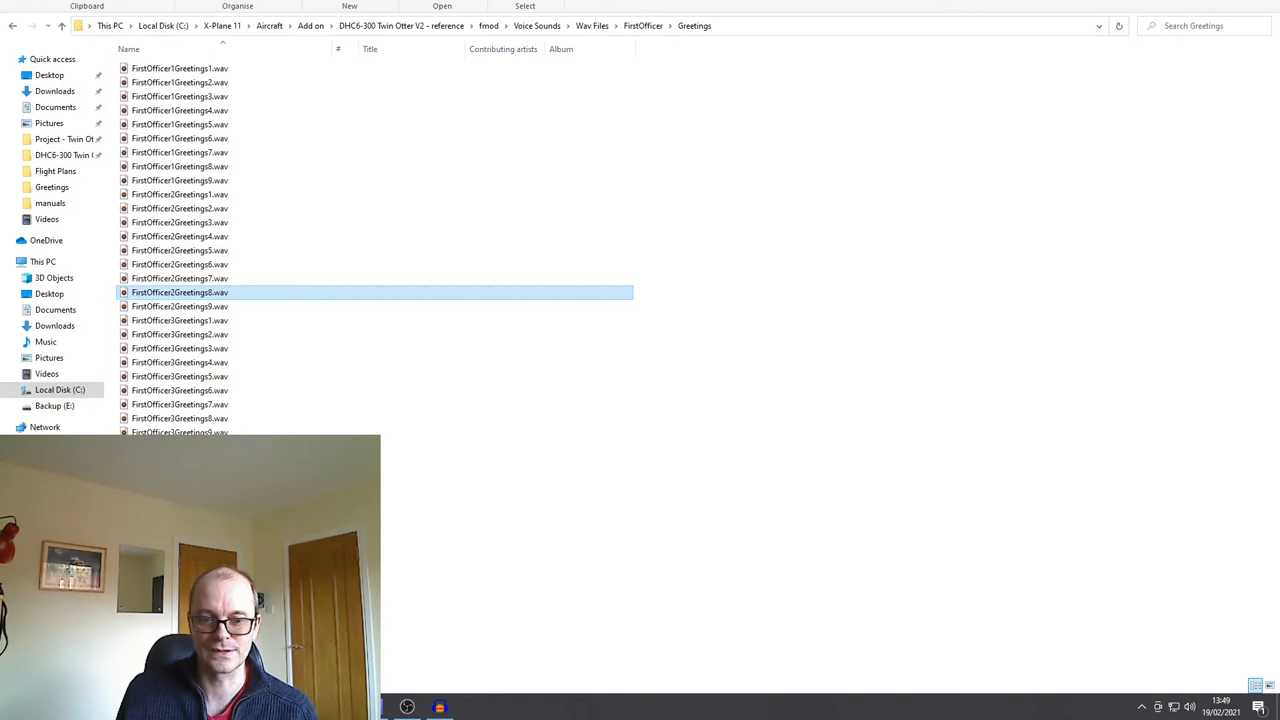 Clipboard Organise New Open Select
This PC Local Disk (C:) X-Plane 11 Aircraft Add on DHC6-300 Twin Otter V2 - reference fmod Voice Sounds Wav Files FirstOfficer Greetings Search Greetings
Name # Title Contributing artists Album
Quick access
Desktop
Downloads
Documents
Pictures
Project - Twin Ot
DHC6-300 Twin
Flight Plans
Greetings
manuals
Videos
OneDrive
This PC
3D Objects
Desktop
Documents
Downloads
Music
Pictures
Videos
Local Disk (C:)
Backup (E:)
Network
FirstOfficer1Greetings1.wav
FirstOfficer1Greetings2.wav
FirstOfficer1Greetings3.wav
FirstOfficer1Greetings4.wav
FirstOfficer1Greetings5.wav
FirstOfficer1Greetings6.wav
FirstOfficer1Greetings7.wav
FirstOfficer1Greetings8.wav
FirstOfficer1Greetings9.wav
FirstOfficer2Greetings1.wav
FirstOfficer2Greetings2.wav
FirstOfficer2Greetings3.wav
FirstOfficer2Greetings4.wav
FirstOfficer2Greetings5.wav
FirstOfficer2Greetings6.wav
FirstOfficer2Greetings7.wav
FirstOfficer2Greetings8.wav
FirstOfficer2Greetings9.wav
FirstOfficer3Greetings1.wav
FirstOfficer3Greetings2.wav
FirstOfficer3Greetings3.wav
FirstOfficer3Greetings4.wav
FirstOfficer3Greetings5.wav
FirstOfficer3Greetings6.wav
FirstOfficer3Greetings7.wav
FirstOfficer3Greetings8.wav
FirstOfficer3Greetings9.wav
13:49
19/02/2021